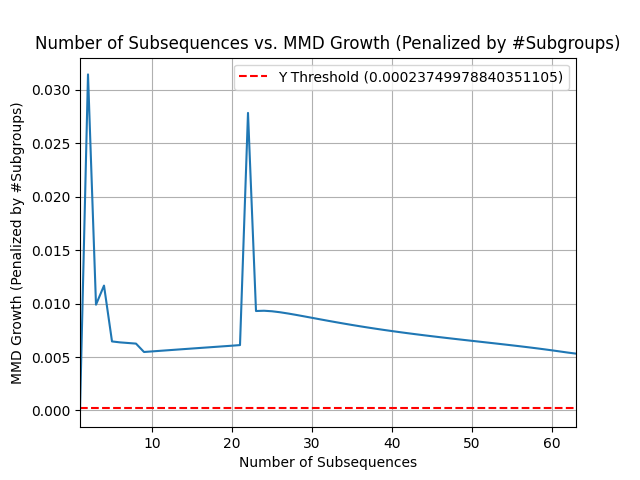 Number of Subsequences vs. MMD Growth (Penalized by #Subgroups)
Y Threshold (0.00023749978840351105)
MMD Growth (Penalized by #Subgroups)
0.030
0.025
0.020
0.015
0.010
0.005
0.000
10 20 30 40 50 60
Number of Subsequences